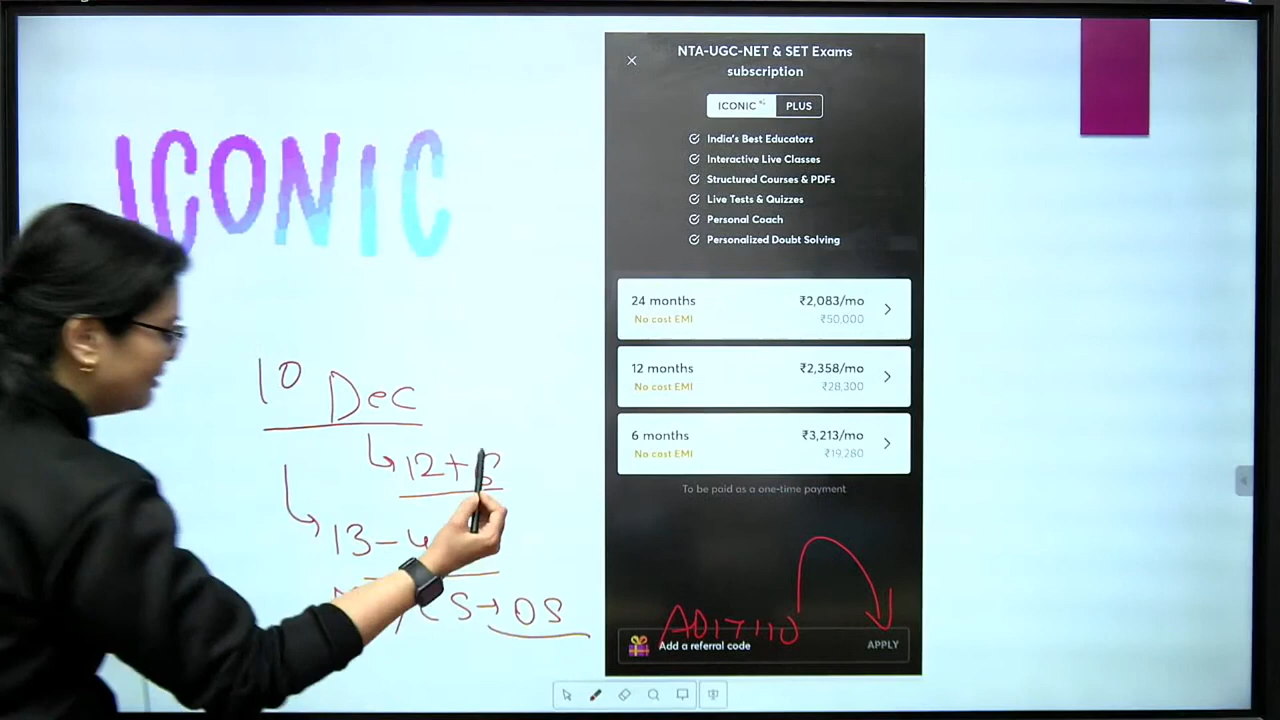 ICONIC
10 Dec
12+
13-4
CS→OS
NTA-UGC-NET & SET Exams
subscription
ICONIC PLUS
India's Best Educators
Interactive Live Classes
Structured Courses & PDFs
Live Tests & Quizzes
Personal Coach
Personalized Doubt Solving
24 months ₹2,083/mo
No cost EMI ₹50,000
12 months ₹2,358/mo
No cost EMI ₹28,300
6 months ₹3,213/mo
No cost EMI ₹19,280
To be paid as a one-time payment
AD17110
Add a referral code APPLY